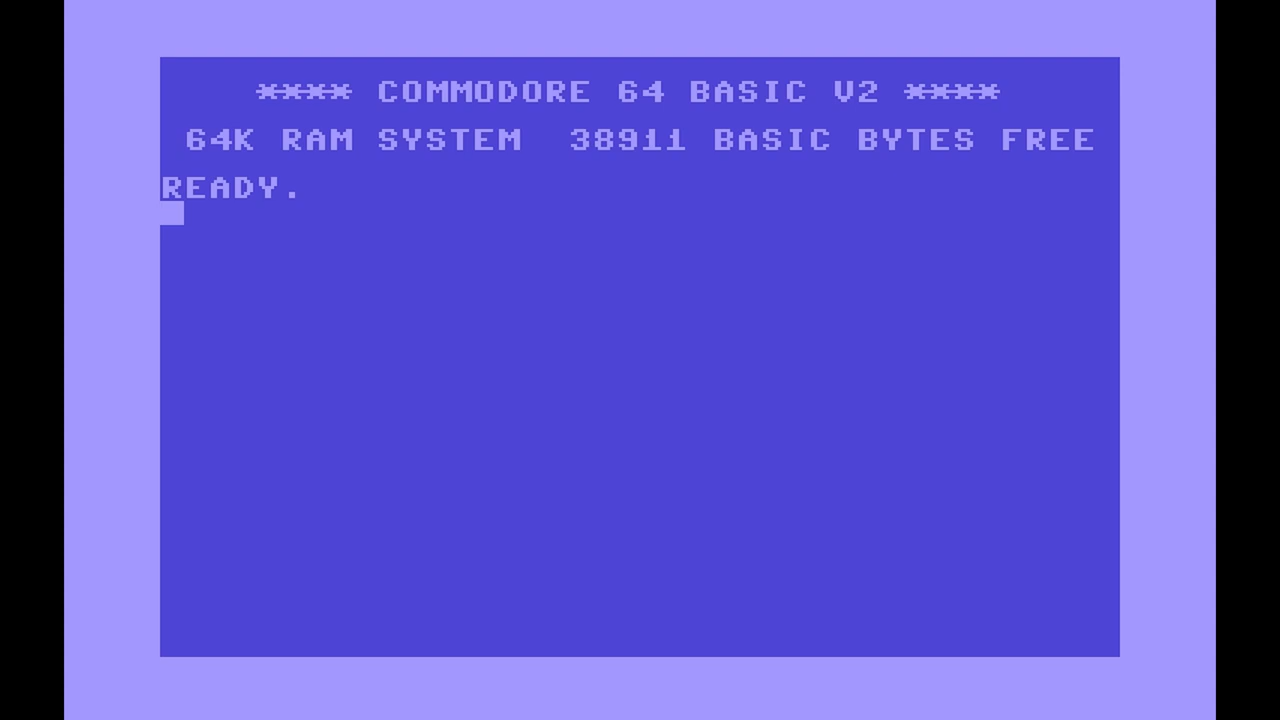 **** COMMODORE 64 BASIC V2 ****
64K RAM SYSTEM  38911 BASIC BYTES FREE
READY.